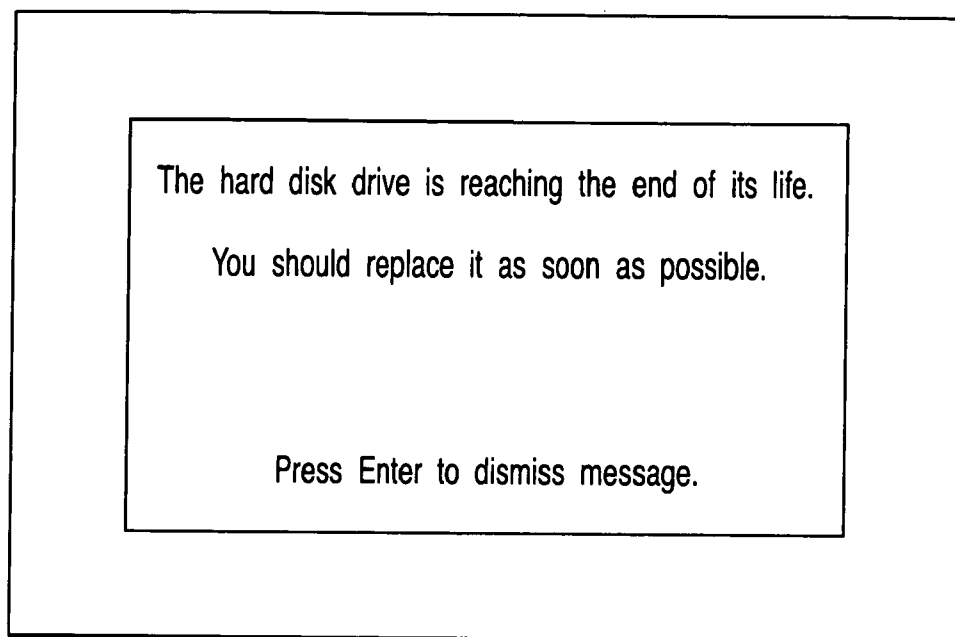 The hard disk drive is reaching the end of its life.
You should replace it as soon as possible.
Press Enter to dismiss message.